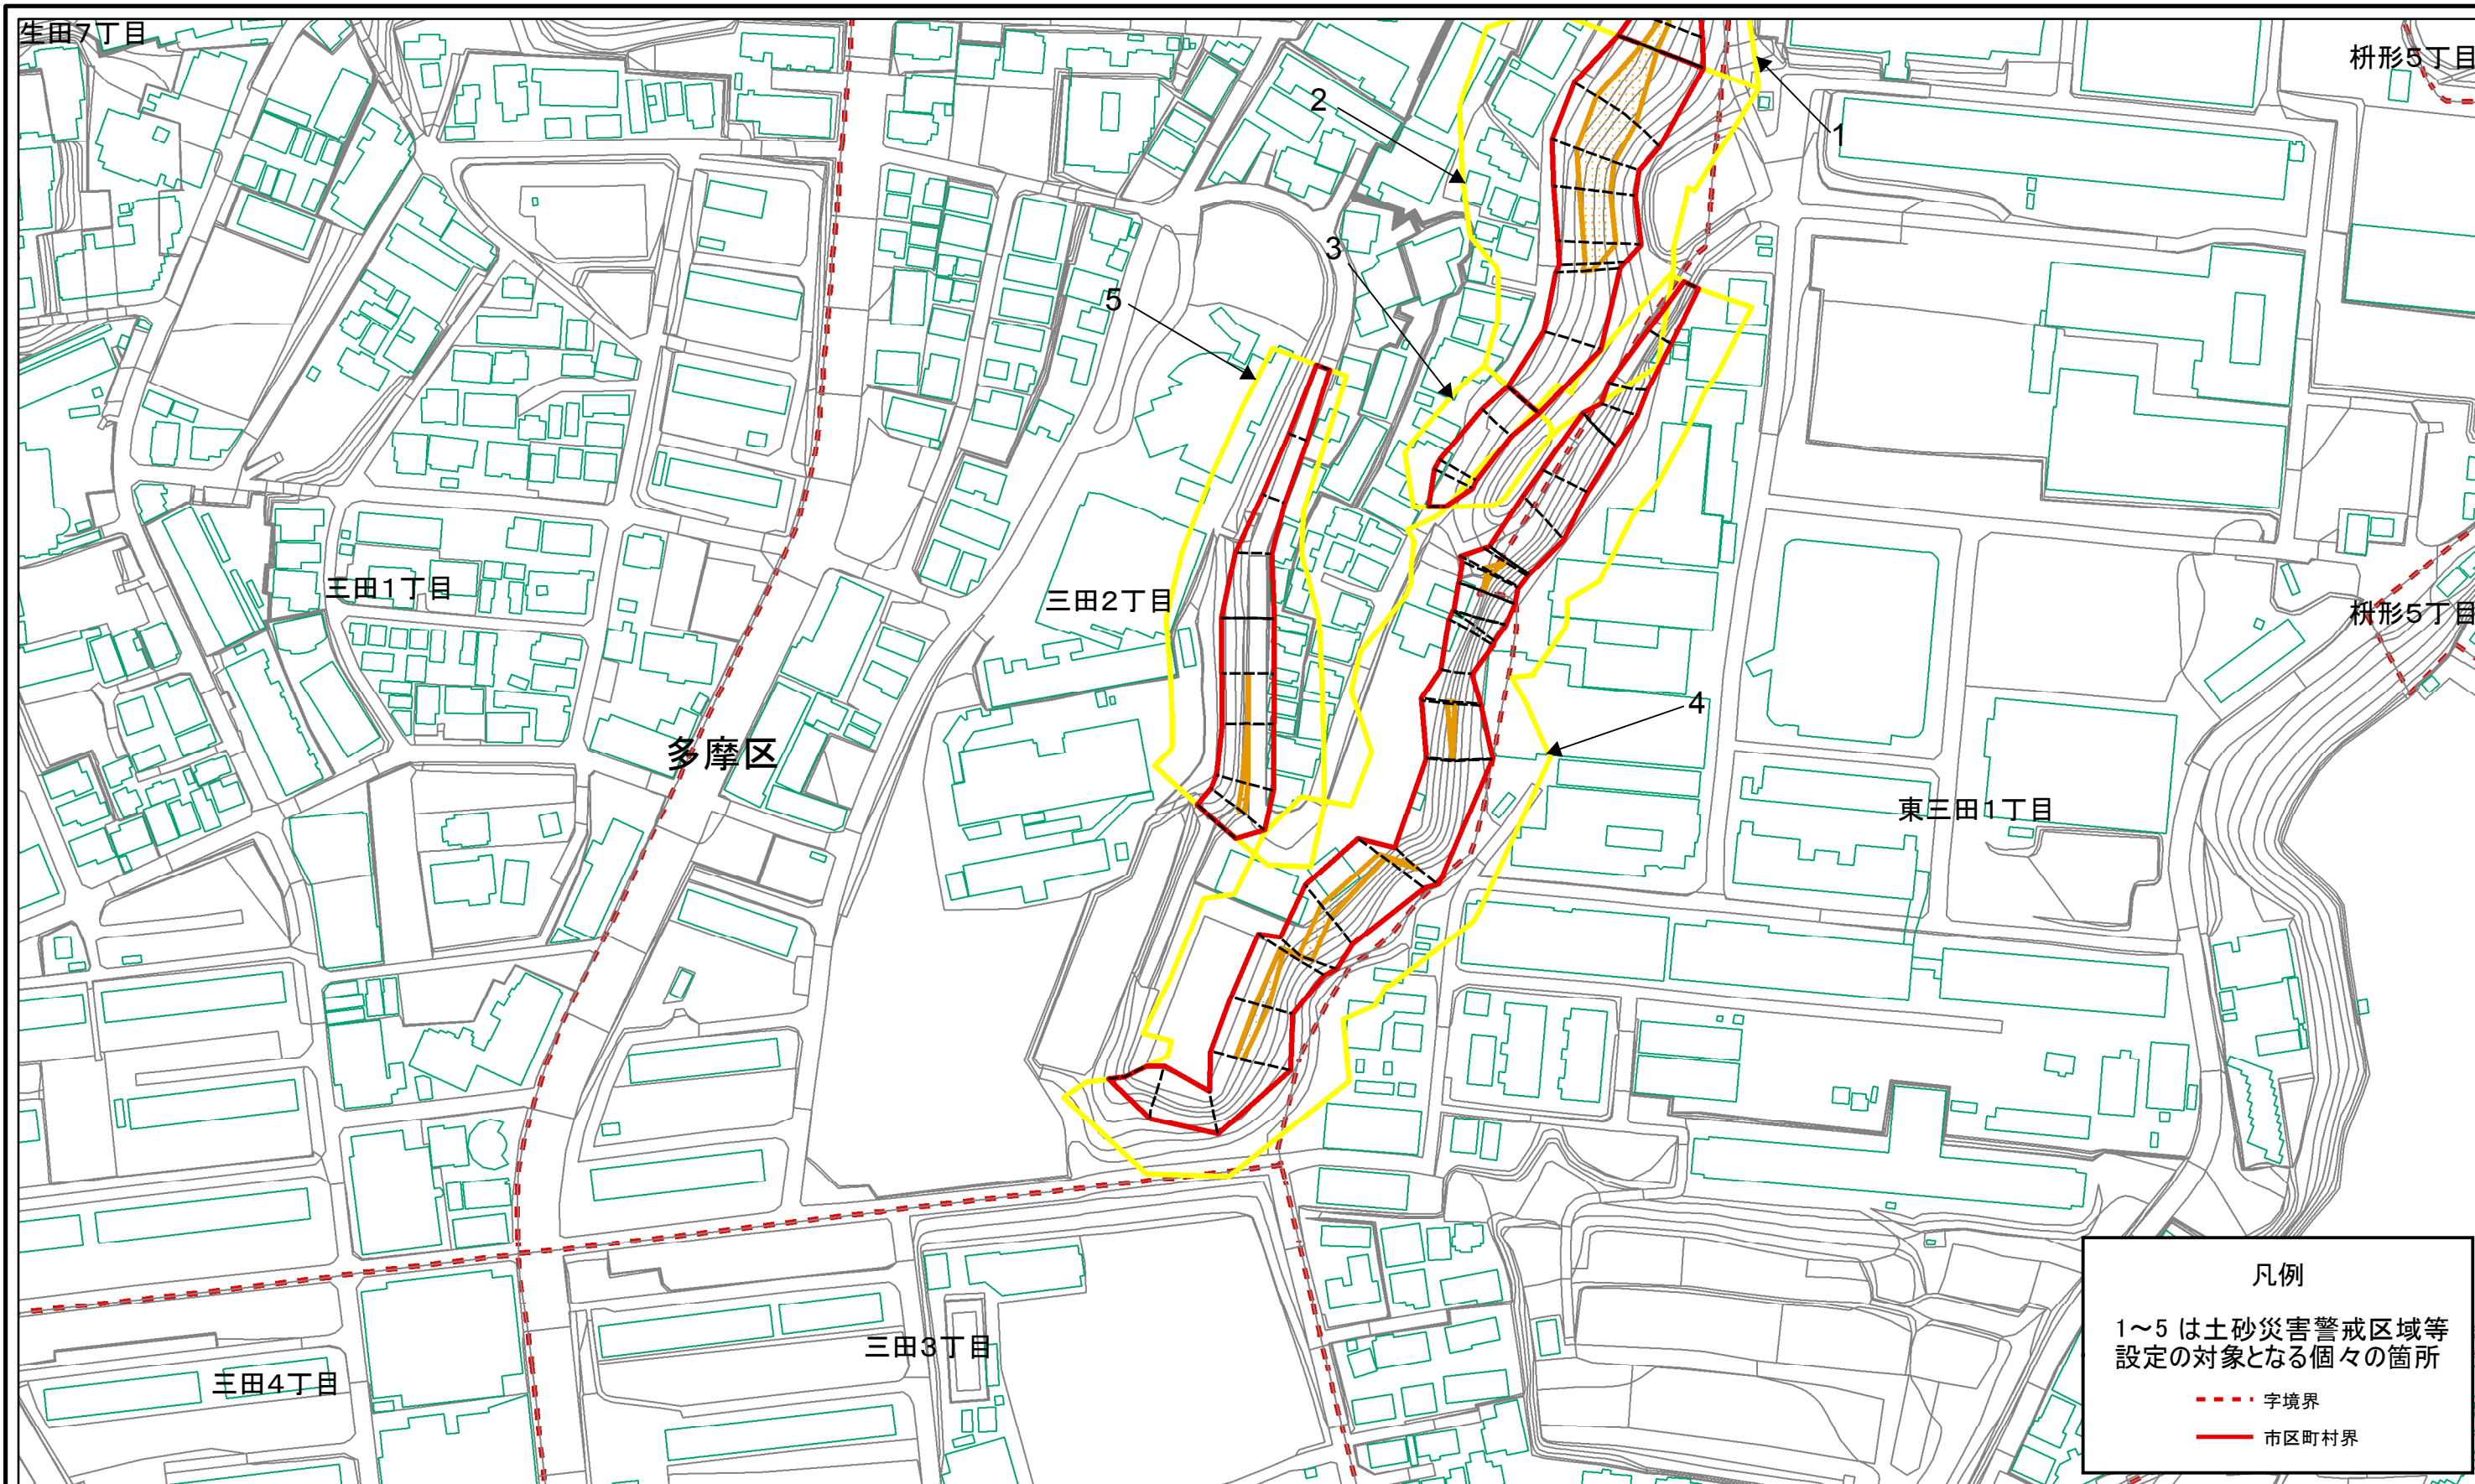 生田7丁目
枡形5丁目
2
1
3
5
三田1丁目
三田2丁目
枡形5丁目
4
多摩区
東三田1丁目
三田3丁目
三田4丁目
凡例
1～5 は土砂災害警戒区域等
設定の対象となる個々の箇所
字境界
市区町村界